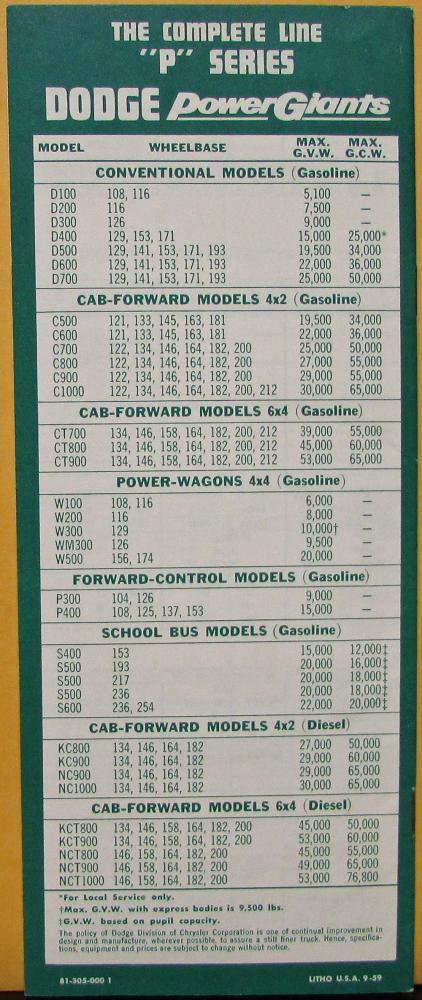 THE COMPLETE LINE
"P" SERIES
DODGE PowerGiants
MODEL WHEELBASE MAX. G.V.W. MAX. G.C.W.
CONVENTIONAL MODELS (Gasoline)
D100 108, 116 5,100 —
D200 116 7,500 —
D300 126 9,000 —
D400 129, 153, 171 15,000 25,000*
D500 129, 141, 153, 171, 193 19,500 34,000
D600 129, 141, 153, 171, 193 22,000 36,000
D700 129, 141, 153, 171, 193 25,000 50,000
CAB-FORWARD MODELS 4x2 (Gasoline)
C500 121, 133, 145, 163, 181 19,500 34,000
C600 121, 133, 145, 163, 181 22,000 36,000
C700 122, 134, 146, 164, 182, 200 25,000 50,000
C800 122, 134, 146, 164, 182, 200 27,000 55,000
C900 122, 134, 146, 164, 182, 200 29,000 55,000
C1000 122, 134, 146, 164, 182, 200, 212 30,000 65,000
CAB-FORWARD MODELS 6x4 (Gasoline)
CT700 134, 146, 158, 164, 182, 200, 212 39,000 55,000
CT800 134, 146, 158, 164, 182, 200, 212 45,000 60,000
CT900 134, 146, 158, 164, 182, 200, 212 53,000 65,000
POWER-WAGONS 4x4 (Gasoline)
W100 108, 116 6,000 —
W200 116 8,000 —
W300 129 10,000† —
WM300 126 9,500 —
W500 156, 174 20,000 —
FORWARD-CONTROL MODELS (Gasoline)
P300 104, 126 9,000 —
P400 108, 125, 137, 153 15,000 —
SCHOOL BUS MODELS (Gasoline)
S400 153 15,000 12,000‡
S500 193 20,000 16,000‡
S500 217 20,000 18,000‡
S500 236 20,000 18,000‡
S600 236, 254 22,000 20,000‡
CAB-FORWARD MODELS 4x2 (Diesel)
KC800 134, 146, 164, 182 27,000 50,000
KC900 134, 146, 164, 182 29,000 60,000
NC900 134, 146, 164, 182 29,000 65,000
NC1000 134, 146, 164, 182 30,000 65,000
CAB-FORWARD MODELS 6x4 (Diesel)
KCT800 134, 146, 158, 164, 182, 200 45,000 50,000
KCT900 134, 146, 158, 164, 182, 200 53,000 60,000
NCT800 146, 158, 164, 182, 200 45,000 55,000
NCT900 146, 158, 164, 182, 200 49,000 65,000
NCT1000 146, 158, 164, 182, 200 53,000 76,800
*For Local Service only.
†Max. G.V.W. with express bodies is 9,500 lbs.
‡G.V.W. based on pupil capacity.
The policy of Dodge Division of Chrysler Corporation is one of continual improvement in
design and manufacture, wherever possible, to assure a still finer truck. Hence, specifica-
tions, equipment and prices are subject to change without notice.
81-305-000 1 LITHO U.S.A. 9-59